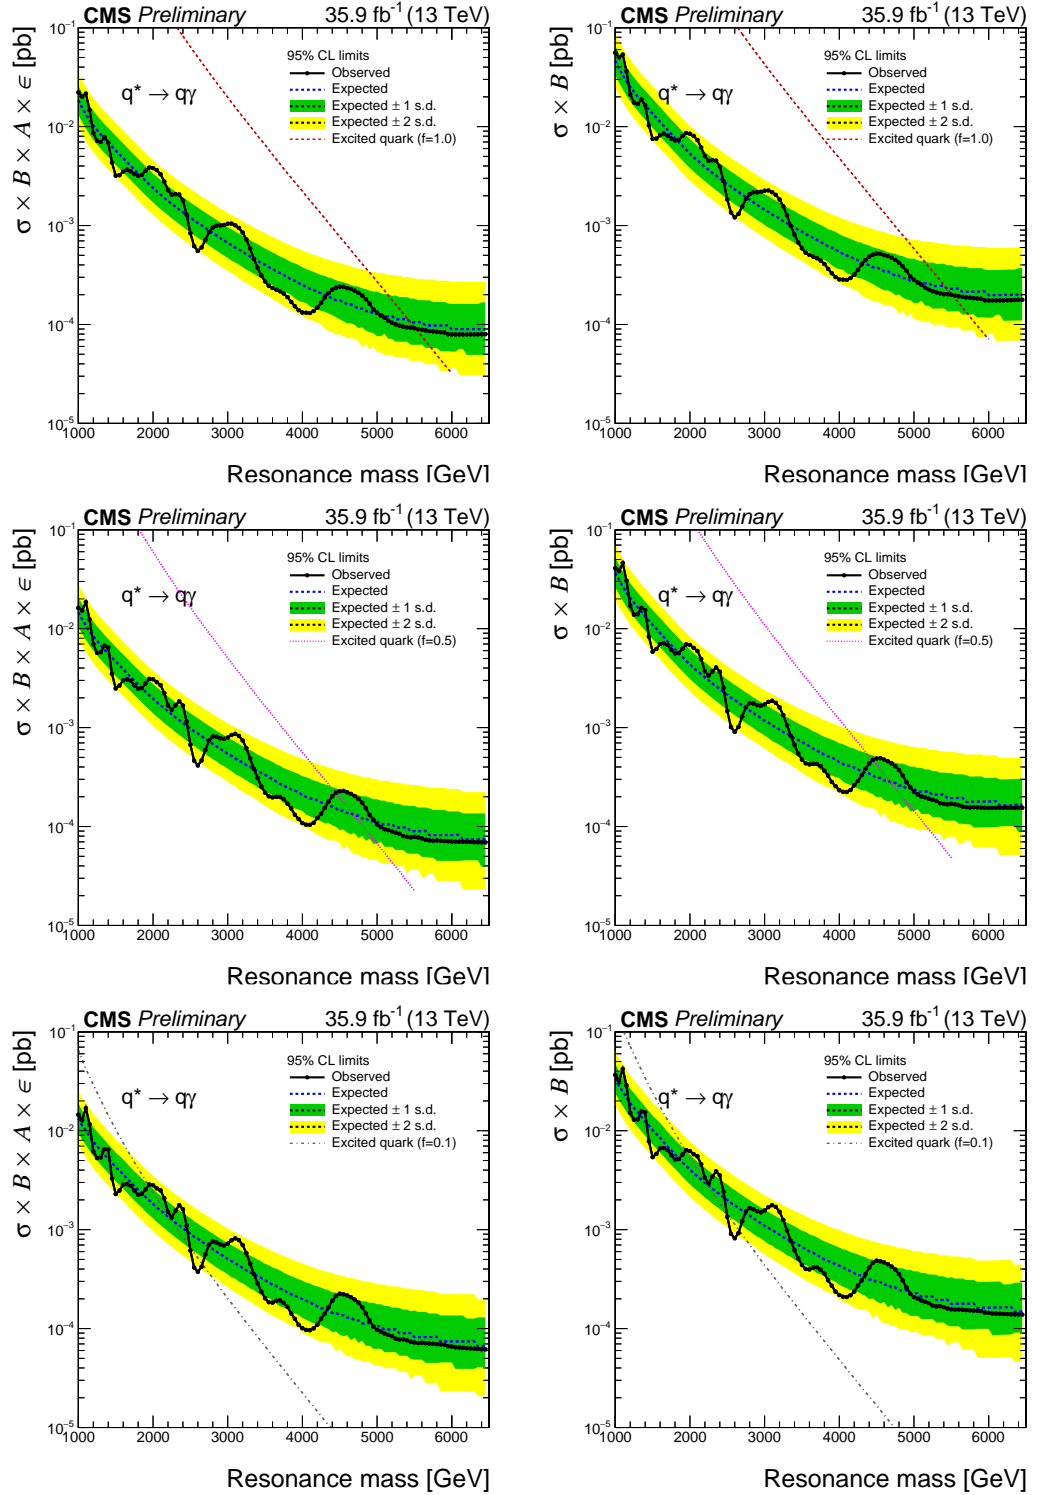 CMS Preliminary 35.9 fb⁻¹ (13 TeV)
σ × B × A × ϵ [pb]
10⁻¹
10⁻²
10⁻³
10⁻⁴
10⁻⁵
95% CL limits
Observed
Expected
Expected ± 1 s.d.
Expected ± 2 s.d.
Excited quark (f=1.0)
q* → qγ
1000 2000 3000 4000 5000 6000
Resonance mass [GeV]
CMS Preliminary 35.9 fb⁻¹ (13 TeV)
σ × B [pb]
10⁻¹
10⁻²
10⁻³
10⁻⁴
10⁻⁵
95% CL limits
Observed
Expected
Expected ± 1 s.d.
Expected ± 2 s.d.
Excited quark (f=1.0)
q* → qγ
1000 2000 3000 4000 5000 6000
Resonance mass [GeV]
CMS Preliminary 35.9 fb⁻¹ (13 TeV)
σ × B × A × ϵ [pb]
10⁻¹
10⁻²
10⁻³
10⁻⁴
10⁻⁵
95% CL limits
Observed
Expected
Expected ± 1 s.d.
Expected ± 2 s.d.
Excited quark (f=0.5)
q* → qγ
1000 2000 3000 4000 5000 6000
Resonance mass [GeV]
CMS Preliminary 35.9 fb⁻¹ (13 TeV)
σ × B [pb]
10⁻¹
10⁻²
10⁻³
10⁻⁴
10⁻⁵
95% CL limits
Observed
Expected
Expected ± 1 s.d.
Expected ± 2 s.d.
Excited quark (f=0.5)
q* → qγ
1000 2000 3000 4000 5000 6000
Resonance mass [GeV]
CMS Preliminary 35.9 fb⁻¹ (13 TeV)
σ × B × A × ϵ [pb]
10⁻¹
10⁻²
10⁻³
10⁻⁴
10⁻⁵
95% CL limits
Observed
Expected
Expected ± 1 s.d.
Expected ± 2 s.d.
Excited quark (f=0.1)
q* → qγ
1000 2000 3000 4000 5000 6000
Resonance mass [GeV]
CMS Preliminary 35.9 fb⁻¹ (13 TeV)
σ × B [pb]
10⁻¹
10⁻²
10⁻³
10⁻⁴
10⁻⁵
95% CL limits
Observed
Expected
Expected ± 1 s.d.
Expected ± 2 s.d.
Excited quark (f=0.1)
q* → qγ
1000 2000 3000 4000 5000 6000
Resonance mass [GeV]